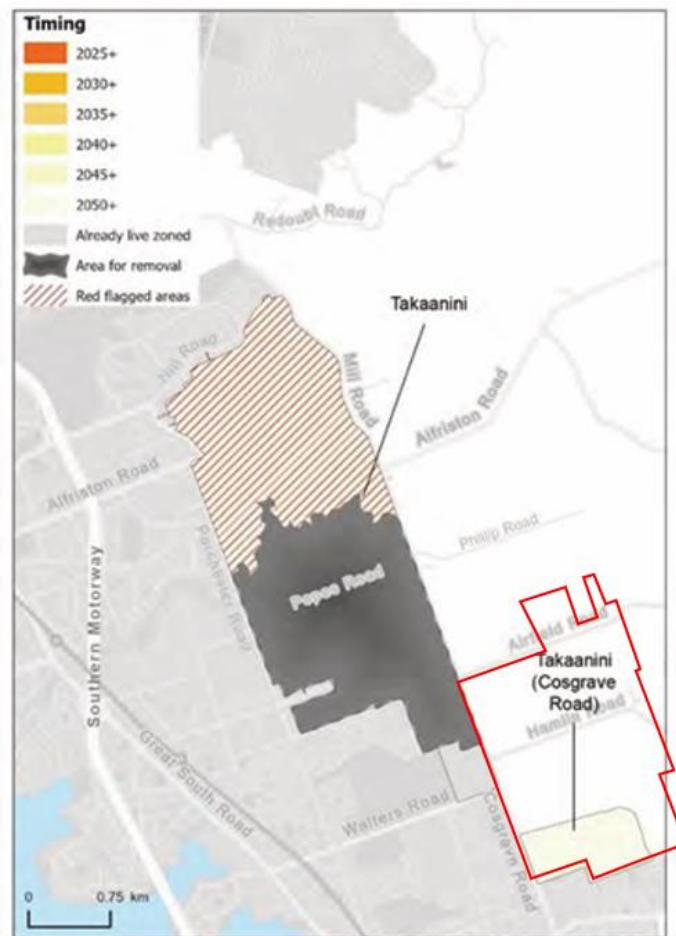 Timing
2025+
2030+
2035+
2040+
2045+
2050+
Already live zoned
Area for removal
Red flagged areas
Redoubt Road
Takaanini
Hill Road
Mill Road
Alfriston Road
Alfriston Road
Phillip Road
Porchester Road
Popes Road
Southern Motorway
Airfield Road
Takaanini
(Cosgrave
Road)
Hamlin Road
Great South Road
Walters Road
Cosgrave Road
0 0.75 km